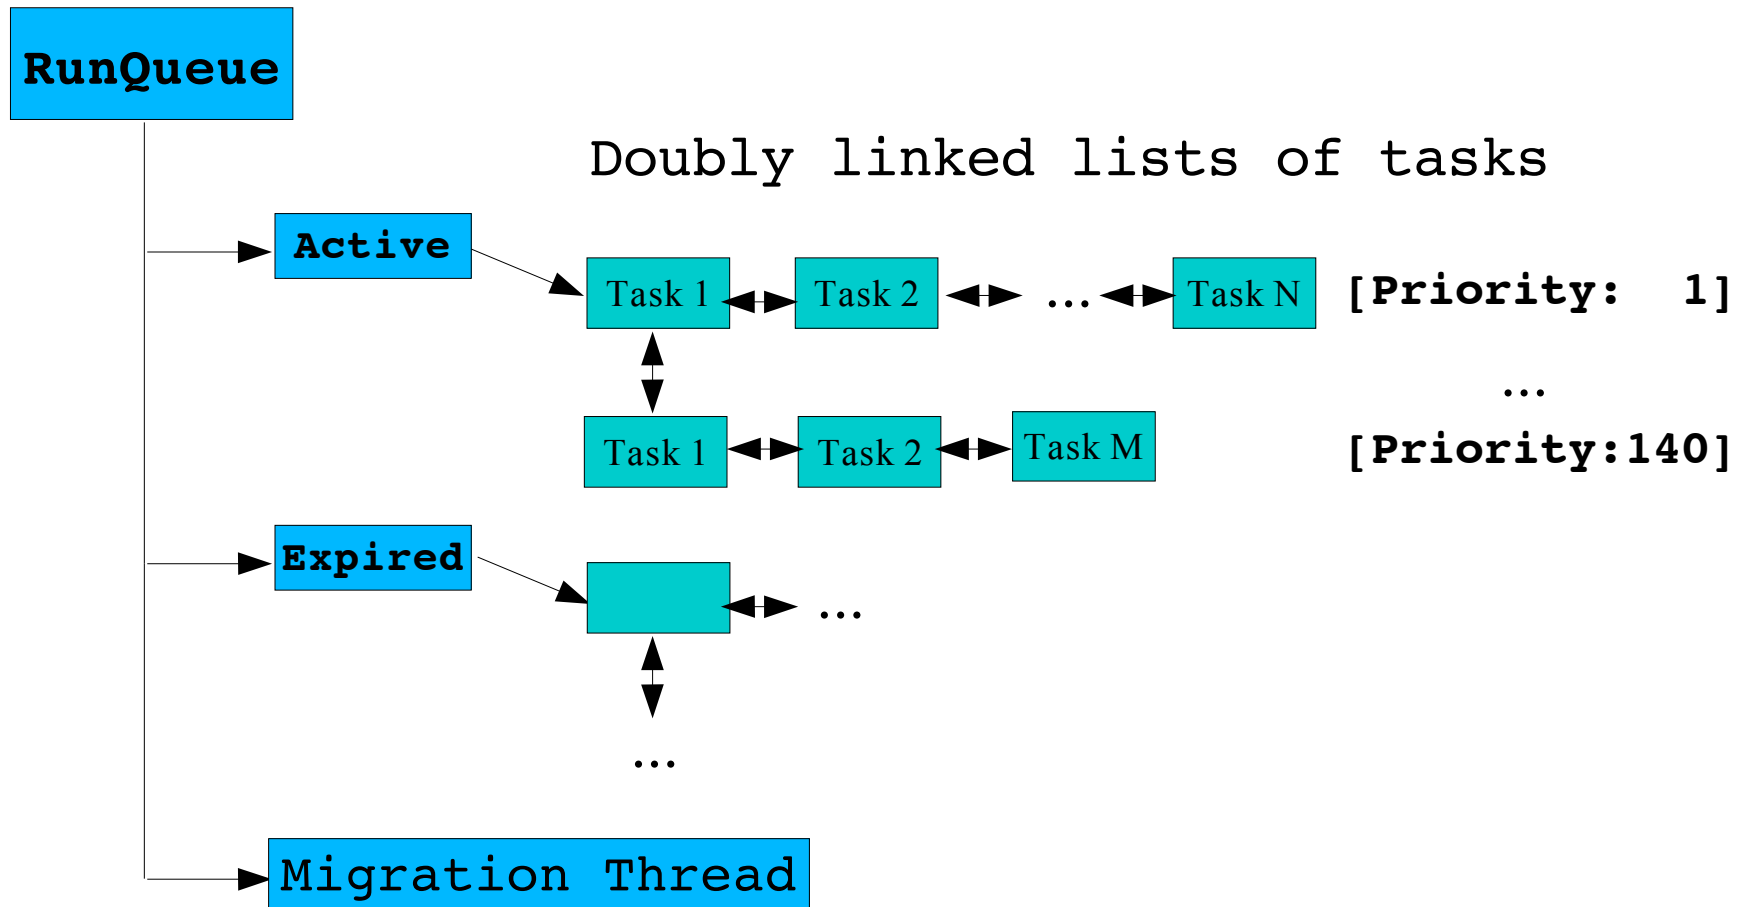 RunQueue
Doubly linked lists of tasks
Active
Task 1 Task 2 ... Task N [Priority:  1]
...
Task 1 Task 2 Task M [Priority:140]
Expired
...
...
Migration Thread